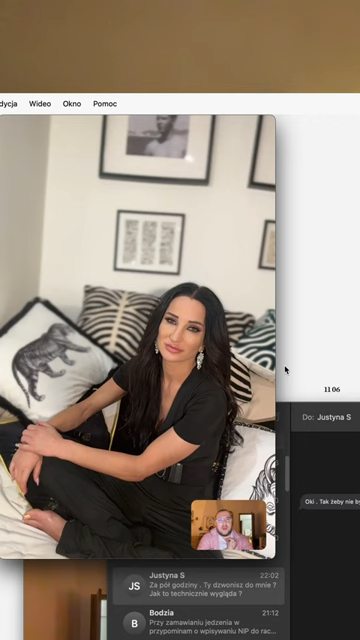 dycja Wideo Okno Pomoc
11 06
Do: Justyna S
Oki . Tak żeby nie by
JS
Justyna S
22:02
Za pół godziny . Ty dzwonisz do mnie ?
Jak to technicznie wygląda ?
B
Bodzia
21:12
Przy zamawianiu jedzenia w
przypominam o wpisywaniu NIP do rac...